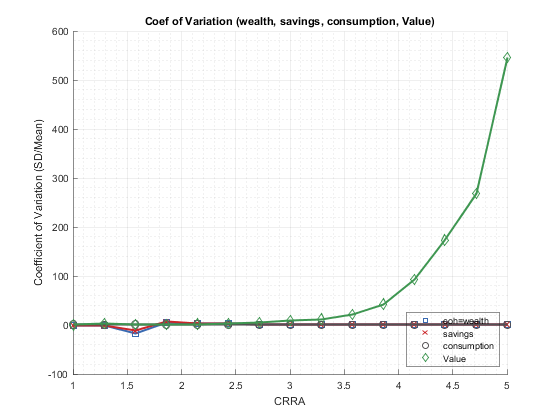 Coef of Variation (wealth, savings, consumption, Value)
Coefficient of Variation (SD/Mean)
600
500
400
300
200
100
0
-100
1
1.5
2
2.5
3
3.5
4
4.5
5
CRRA
coh=wealth
savings
consumption
Value